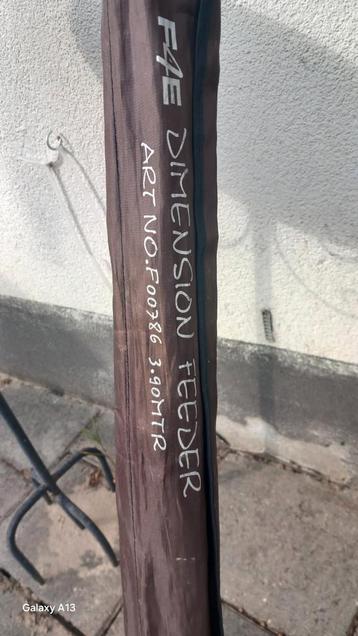 F4E DIMENSION FEEDER
ART NO.F00786 3.90MTR
Galaxy A13